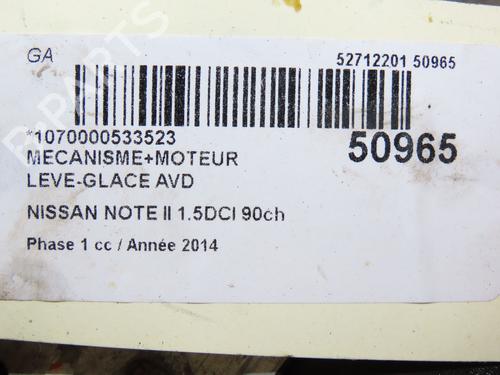 GA
52712201 50965
*1070000533523
50965
MECANISME+MOTEUR
LEVE-GLACE AVD
NISSAN NOTE II 1.5DCI 90ch
Phase 1 cc / Année 2014
B-PARTS